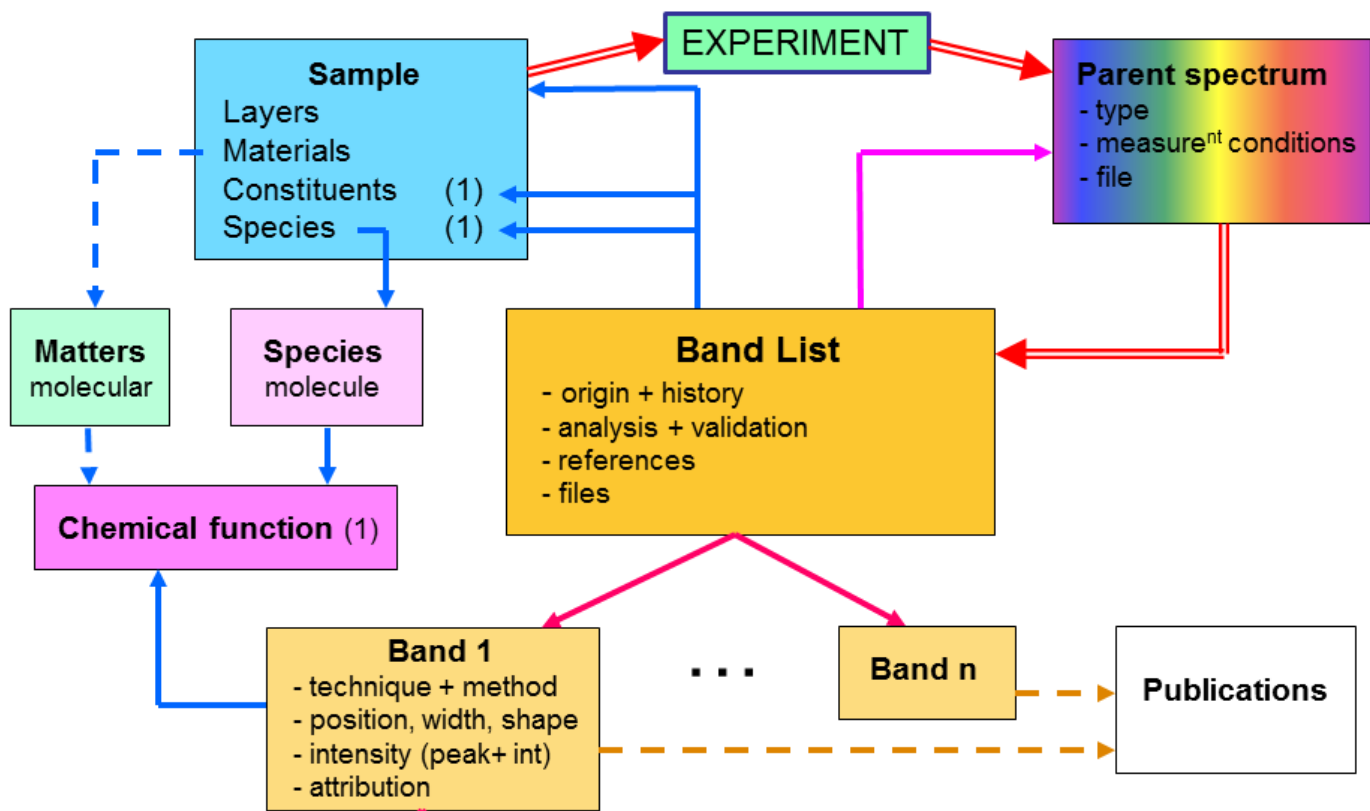 EXPERIMENT
Sample
Layers
Materials
Constituents (1)
Species (1)
Parent spectrum
- type
- measureⁿᵗ conditions
- file
Matters
molecular
Species
molecule
Band List
- origin + history
- analysis + validation
- references
- files
Chemical function (1)
Band 1
- technique + method
- position, width, shape
- intensity (peak+ int)
- attribution
. . .
Band n
Publications